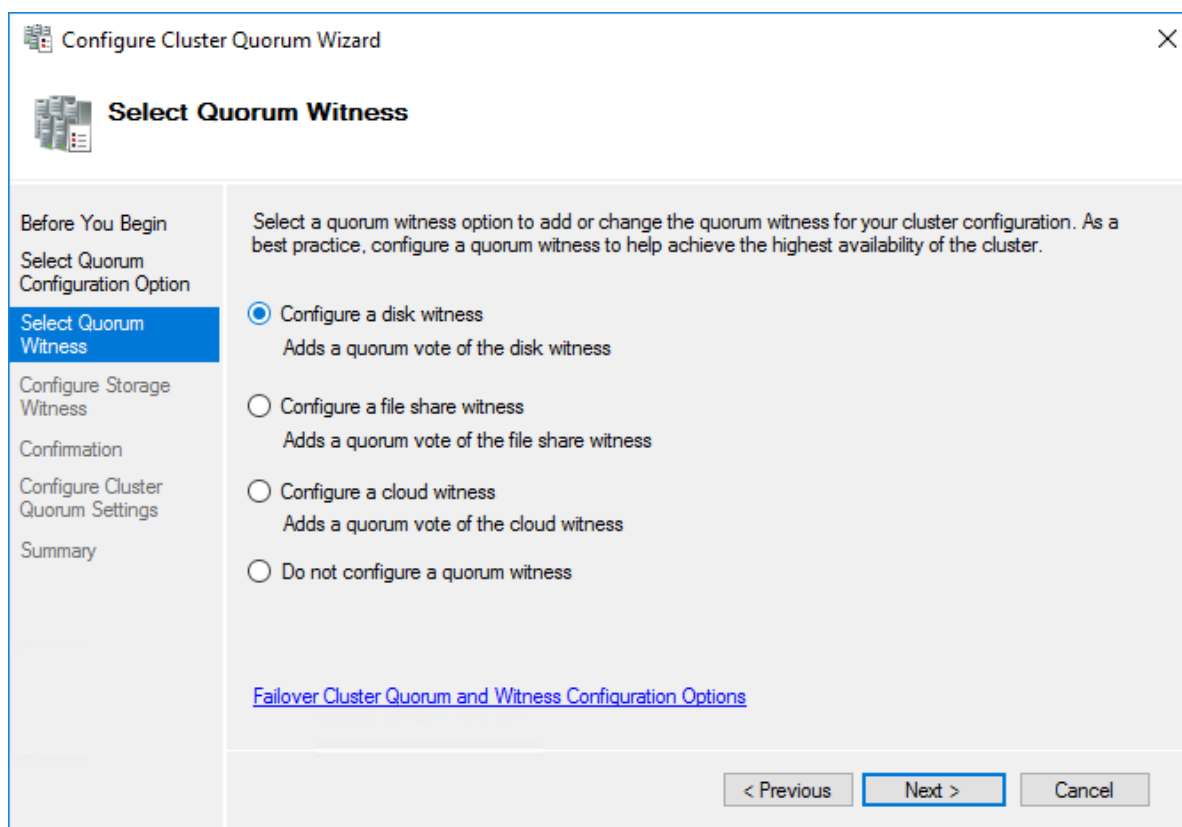 Configure Cluster Quorum Wizard
Select Quorum Witness
Before You Begin
Select Quorum
Configuration Option
Select Quorum
Witness
Configure Storage
Witness
Confirmation
Configure Cluster
Quorum Settings
Summary
Select a quorum witness option to add or change the quorum witness for your cluster configuration. As a
best practice, configure a quorum witness to help achieve the highest availability of the cluster.
Configure a disk witness
Adds a quorum vote of the disk witness
Configure a file share witness
Adds a quorum vote of the file share witness
Configure a cloud witness
Adds a quorum vote of the cloud witness
Do not configure a quorum witness
Failover Cluster Quorum and Witness Configuration Options
< Previous
Next >
Cancel